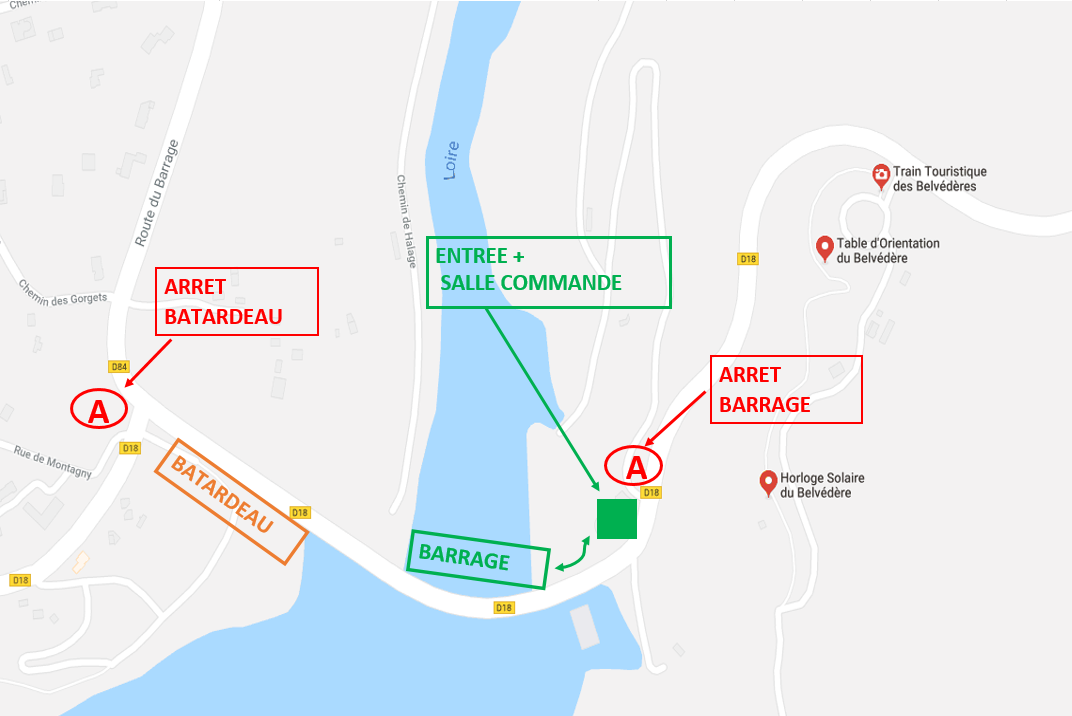 Train Touristique
des Belvédères
Route du Barrage
Loire
Chemin de Halage
Table d'Orientation
du Belvédère
ENTREE +
SALLE COMMANDE
D18
Chemin des Gorgets
ARRET
BATARDEAU
D84
ARRET
BARRAGE
A
D18
Rue de Montagny
BATARDEAU
A
D18
Horloge Solaire
du Belvédère
D18
BARRAGE
D18
D18